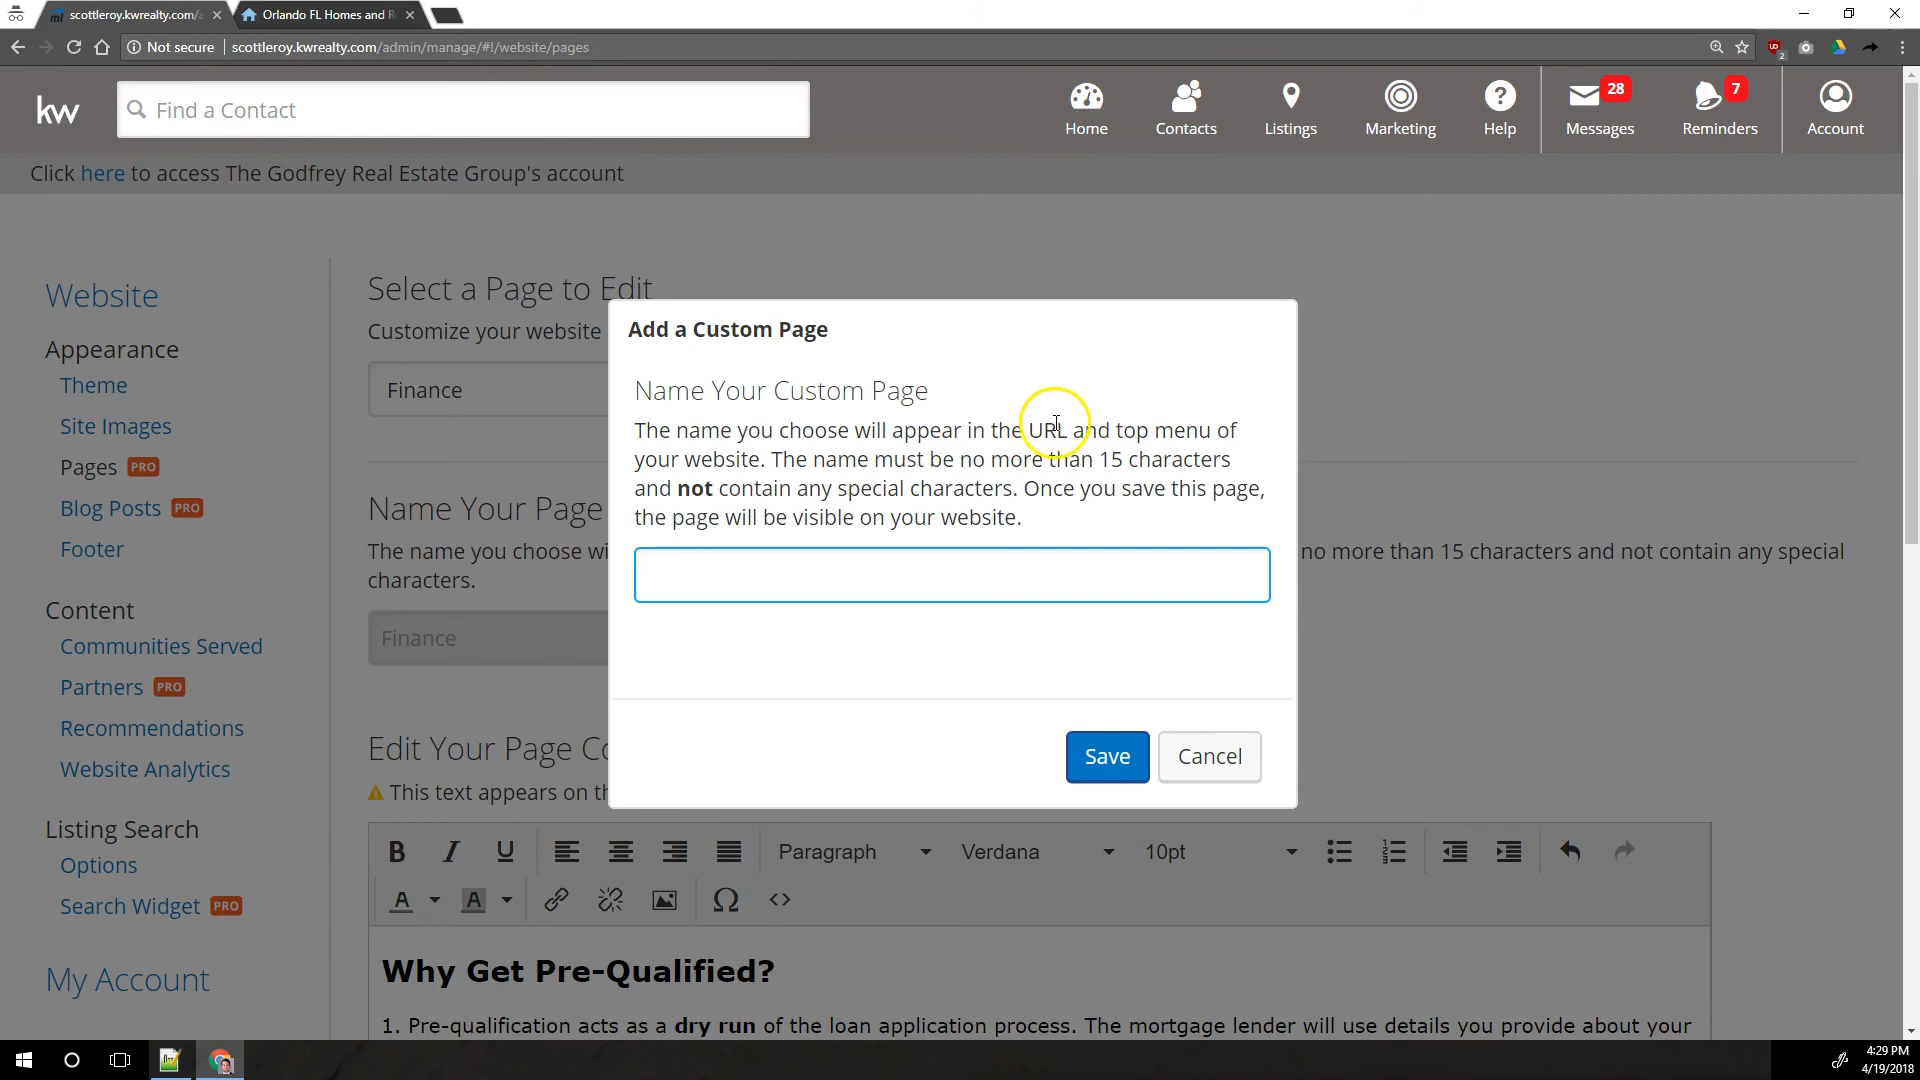 scottleroy.kwrealty.com/a
Orlando FL Homes and R
Not secure
scottleroy.kwrealty.com/admin/manage/#!/website/pages
2
kw
Find a Contact
Home
Contacts
Listings
Marketing
Help
28
Messages
7
Reminders
Account
Click here to access The Godfrey Real Estate Group's account
Website
Appearance
Theme
Site Images
Pages PRO
Blog Posts PRO
Footer
Content
Communities Served
Partners PRO
Recommendations
Website Analytics
Listing Search
Options
Search Widget PRO
My Account
Select a Page to Edit
Customize your website
Finance
Name Your Page
The name you choose wi
no more than 15 characters and not contain any special
characters.
Finance
Edit Your Page Co
This text appears on th
Add a Custom Page
Name Your Custom Page
The name you choose will appear in the URL and top menu of
your website. The name must be no more than 15 characters
and not contain any special characters. Once you save this page,
the page will be visible on your website.
Save
Cancel
B I U
Paragraph
Verdana
10pt
A A Ω <>
Why Get Pre-Qualified?
1. Pre-qualification acts as a dry run of the loan application process. The mortgage lender will use details you provide about your
4:29 PM
4/19/2018